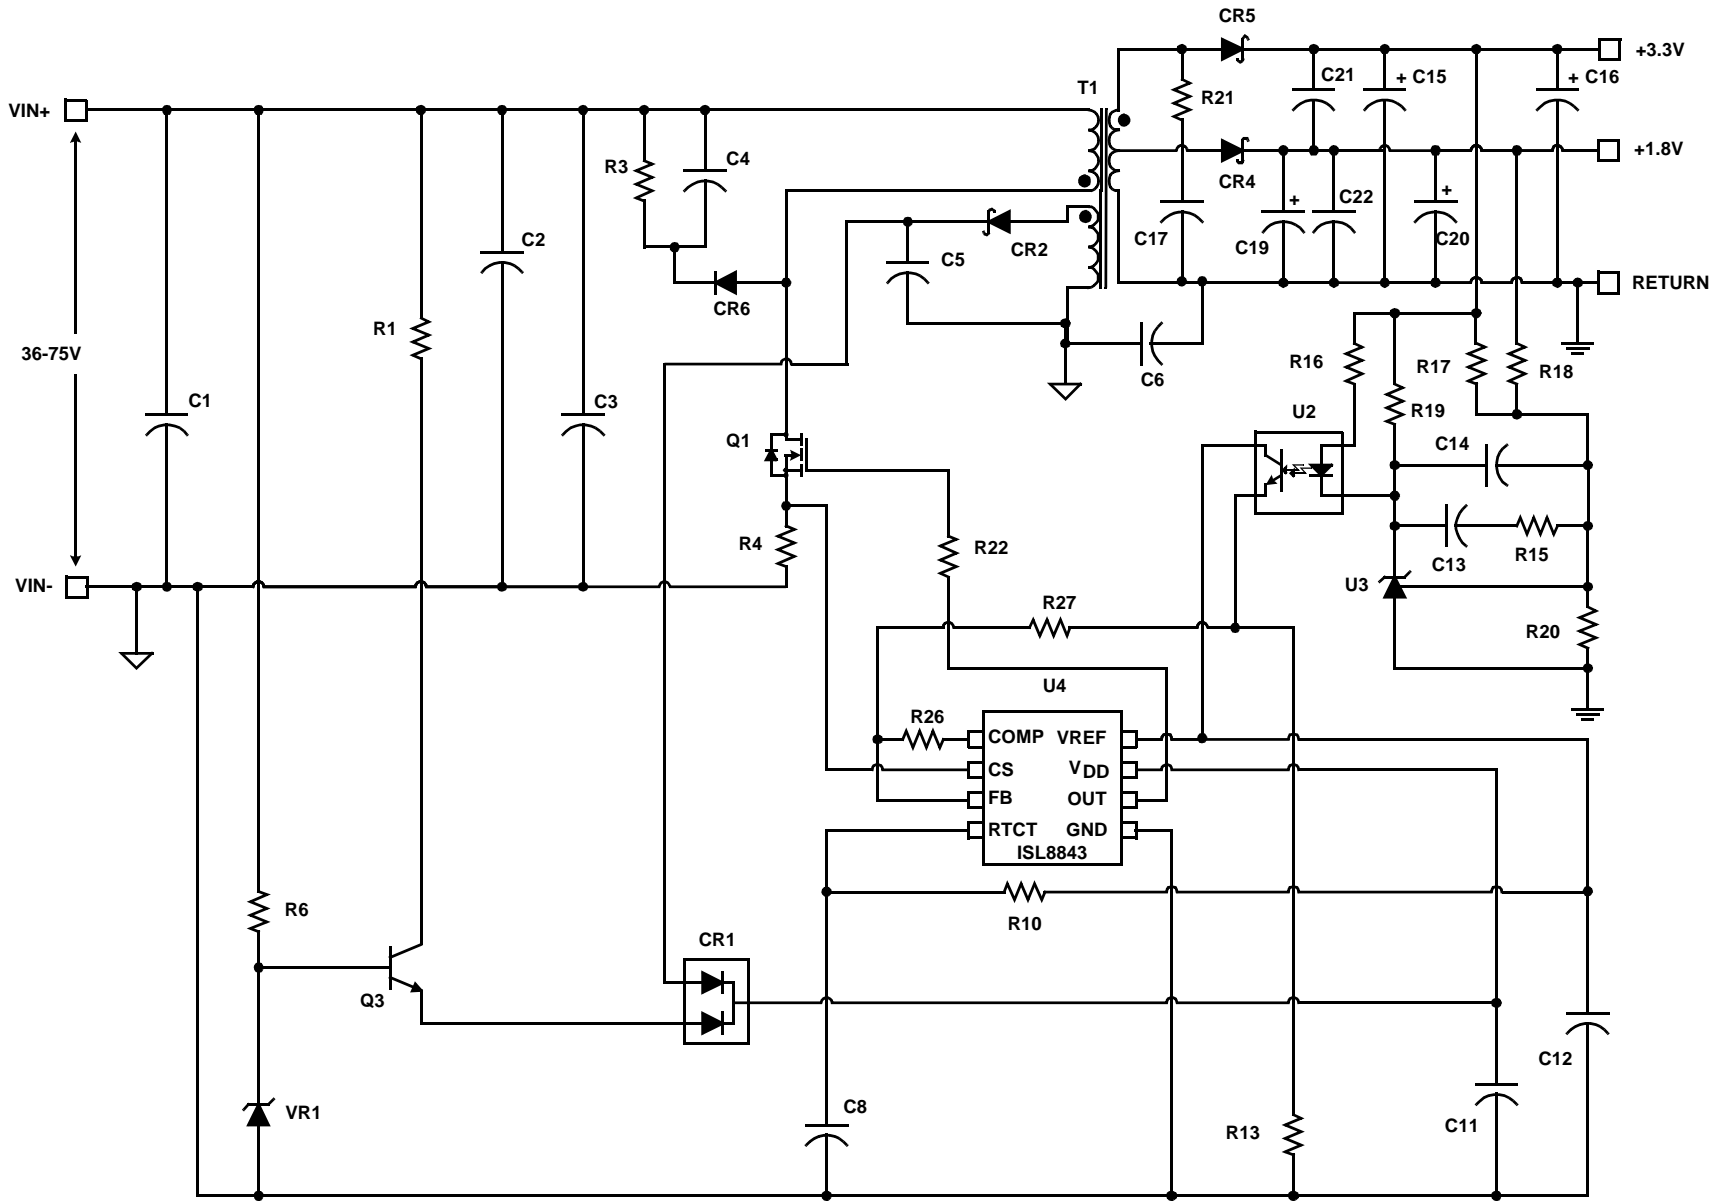 CR5
+3.3V
T1
C21
+ C15
+ C16
R21
VIN+
+1.8V
R3
C4
CR4
+
C22
+
C17
C19
C20
C2
C5
CR2
RETURN
CR6
R1
36-75V
C6
R16
R17
R18
C1
C3
U2
R19
Q1
C14
R4
R22
R15
C13
VIN-
U3
R27
R20
U4
R26
COMP
VREF
CS
VDD
FB
OUT
RTCT
GND
ISL8843
R6
R10
CR1
Q3
C12
VR1
C8
C11
R13